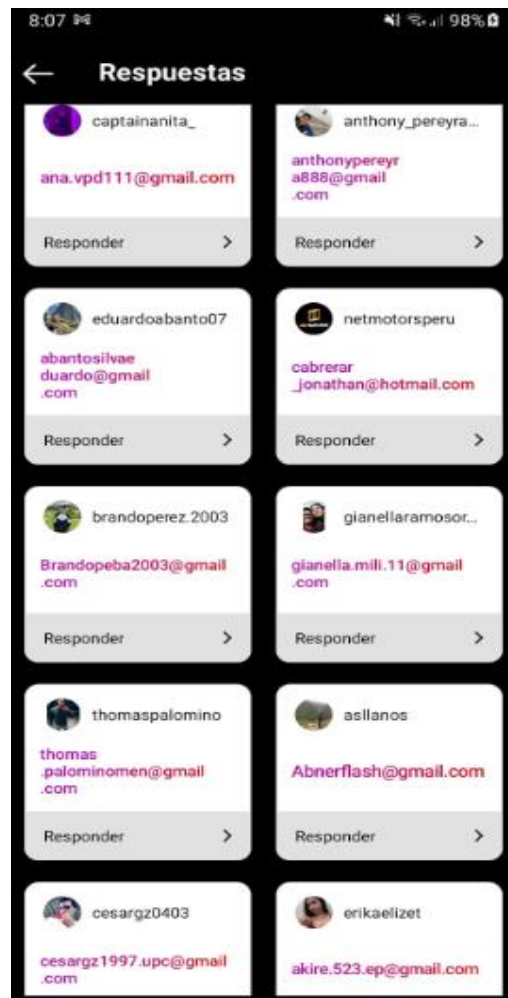 8:07 98%
Respuestas
captainanita_
ana.vpd111@gmail.com
Responder
anthony_pereyra...
anthonypereyr
a888@gmail
.com
Responder
eduardoabanto07
abantosilvae
duardo@gmail
.com
Responder
netmotorsperu
cabrerar
_jonathan@hotmail.com
Responder
brandoperez.2003
Brandopeba2003@gmail
.com
Responder
gianellaramosor...
gianella.mili.11@gmail
.com
Responder
thomaspalomino
thomas
.palominomen@gmail
.com
Responder
asllanos
Abnerflash@gmail.com
Responder
cesargz0403
cesargz1997.upc@gmail
.com
erikaelizet
akire.523.ep@gmail.com